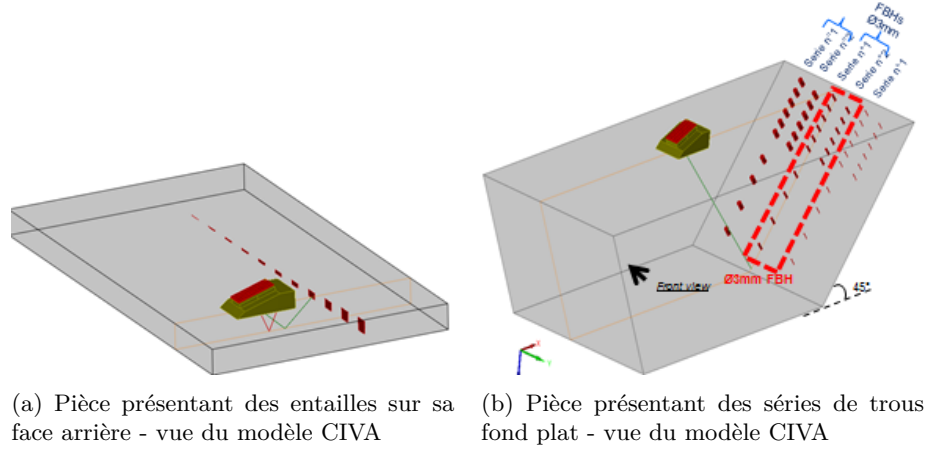 FBHs
Ø3mm
Serie n°1
Serie n°2
Serie n°1
Serie n°2
Serie n°1
Ø3mm FBH
Front view
45°
X
Y
(a) Pièce présentant des entailles sur sa
face arrière - vue du modèle CIVA
(b) Pièce présentant des séries de trous
fond plat - vue du modèle CIVA